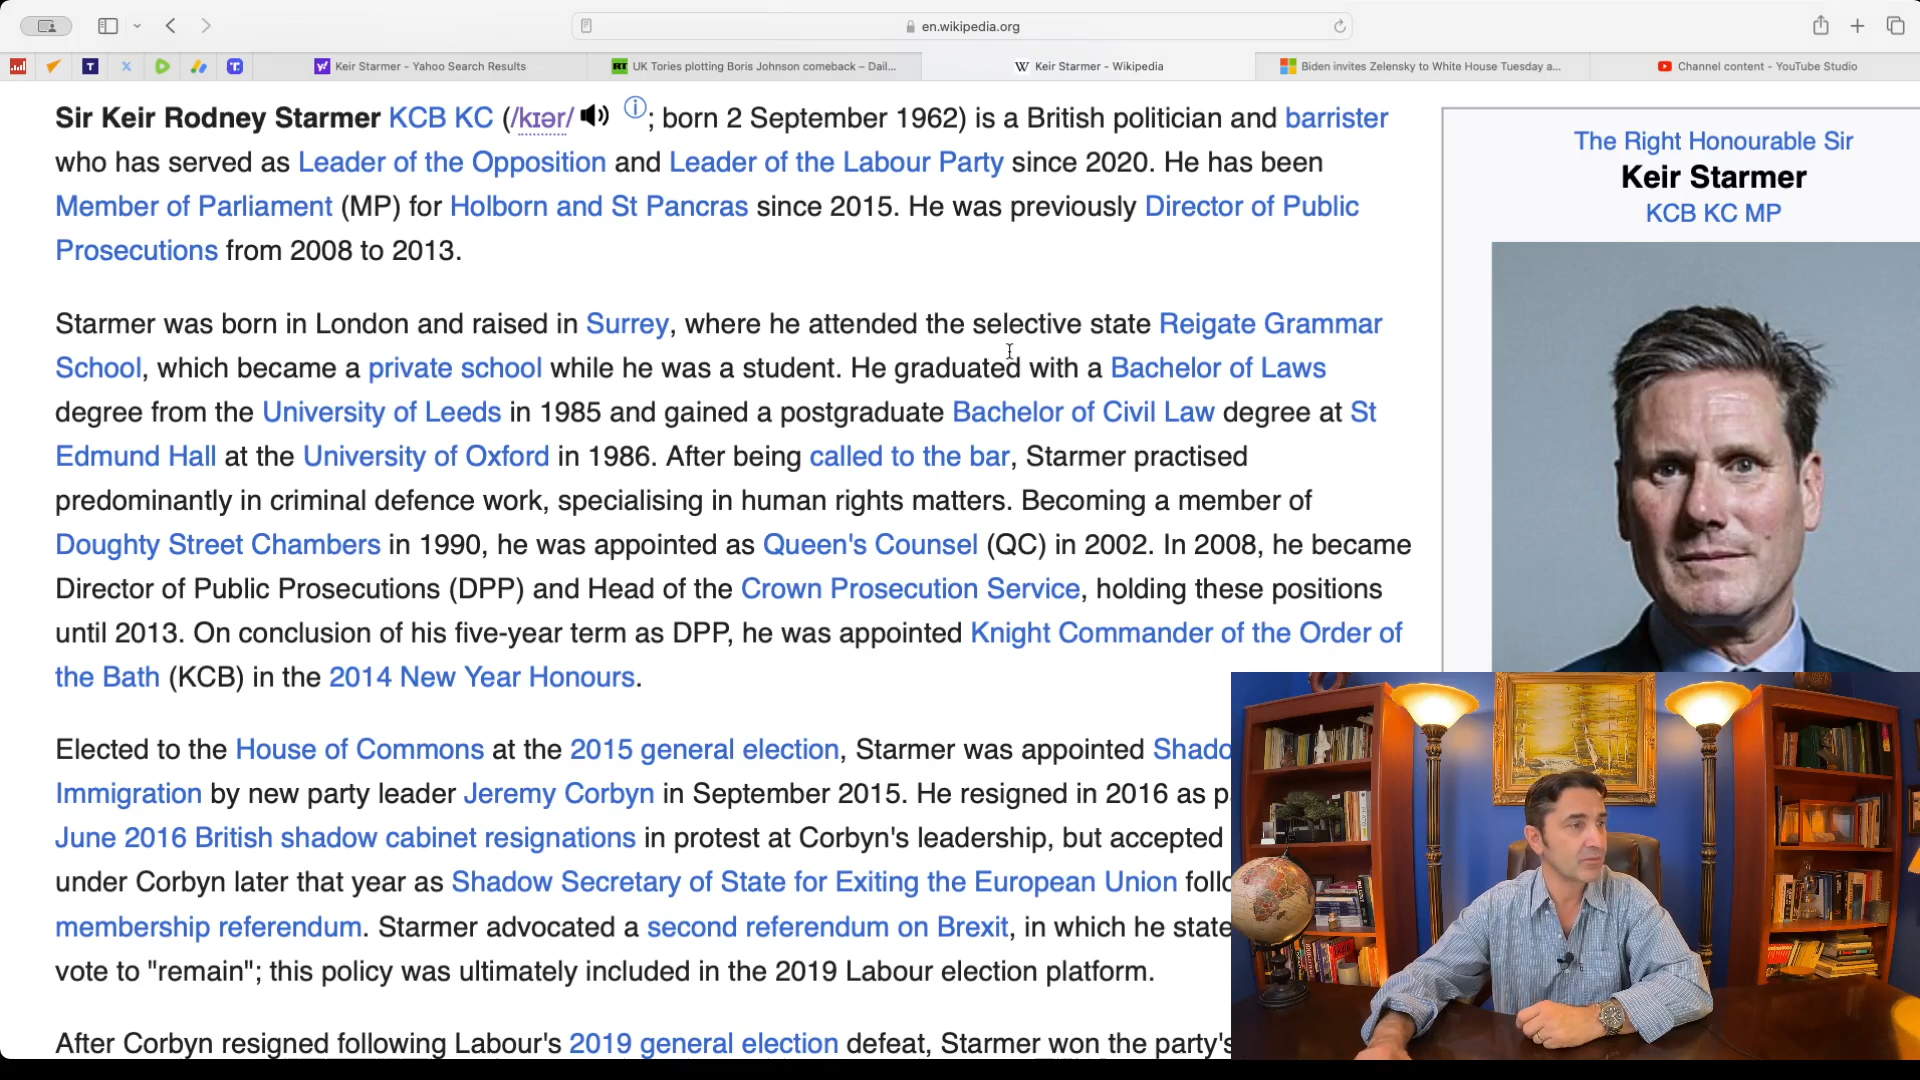 en.wikipedia.org
Keir Starmer - Yahoo Search Results
UK Tories plotting Boris Johnson comeback – Dail...
Keir Starmer - Wikipedia
Biden invites Zelensky to White House Tuesday a...
Channel content - YouTube Studio
Sir Keir Rodney Starmer KCB KC (/kɪər/ ; born 2 September 1962) is a British politician and barrister
who has served as Leader of the Opposition and Leader of the Labour Party since 2020. He has been
Member of Parliament (MP) for Holborn and St Pancras since 2015. He was previously Director of Public
Prosecutions from 2008 to 2013.
Starmer was born in London and raised in Surrey, where he attended the selective state Reigate Grammar
School, which became a private school while he was a student. He graduated with a Bachelor of Laws
degree from the University of Leeds in 1985 and gained a postgraduate Bachelor of Civil Law degree at St
Edmund Hall at the University of Oxford in 1986. After being called to the bar, Starmer practised
predominantly in criminal defence work, specialising in human rights matters. Becoming a member of
Doughty Street Chambers in 1990, he was appointed as Queen's Counsel (QC) in 2002. In 2008, he became
Director of Public Prosecutions (DPP) and Head of the Crown Prosecution Service, holding these positions
until 2013. On conclusion of his five-year term as DPP, he was appointed Knight Commander of the Order of
the Bath (KCB) in the 2014 New Year Honours.
Elected to the House of Commons at the 2015 general election, Starmer was appointed Shado
Immigration by new party leader Jeremy Corbyn in September 2015. He resigned in 2016 as p
June 2016 British shadow cabinet resignations in protest at Corbyn's leadership, but accepted
under Corbyn later that year as Shadow Secretary of State for Exiting the European Union follo
membership referendum. Starmer advocated a second referendum on Brexit, in which he state
vote to "remain"; this policy was ultimately included in the 2019 Labour election platform.
After Corbyn resigned following Labour's 2019 general election defeat, Starmer won the party's
The Right Honourable Sir
Keir Starmer
KCB KC MP